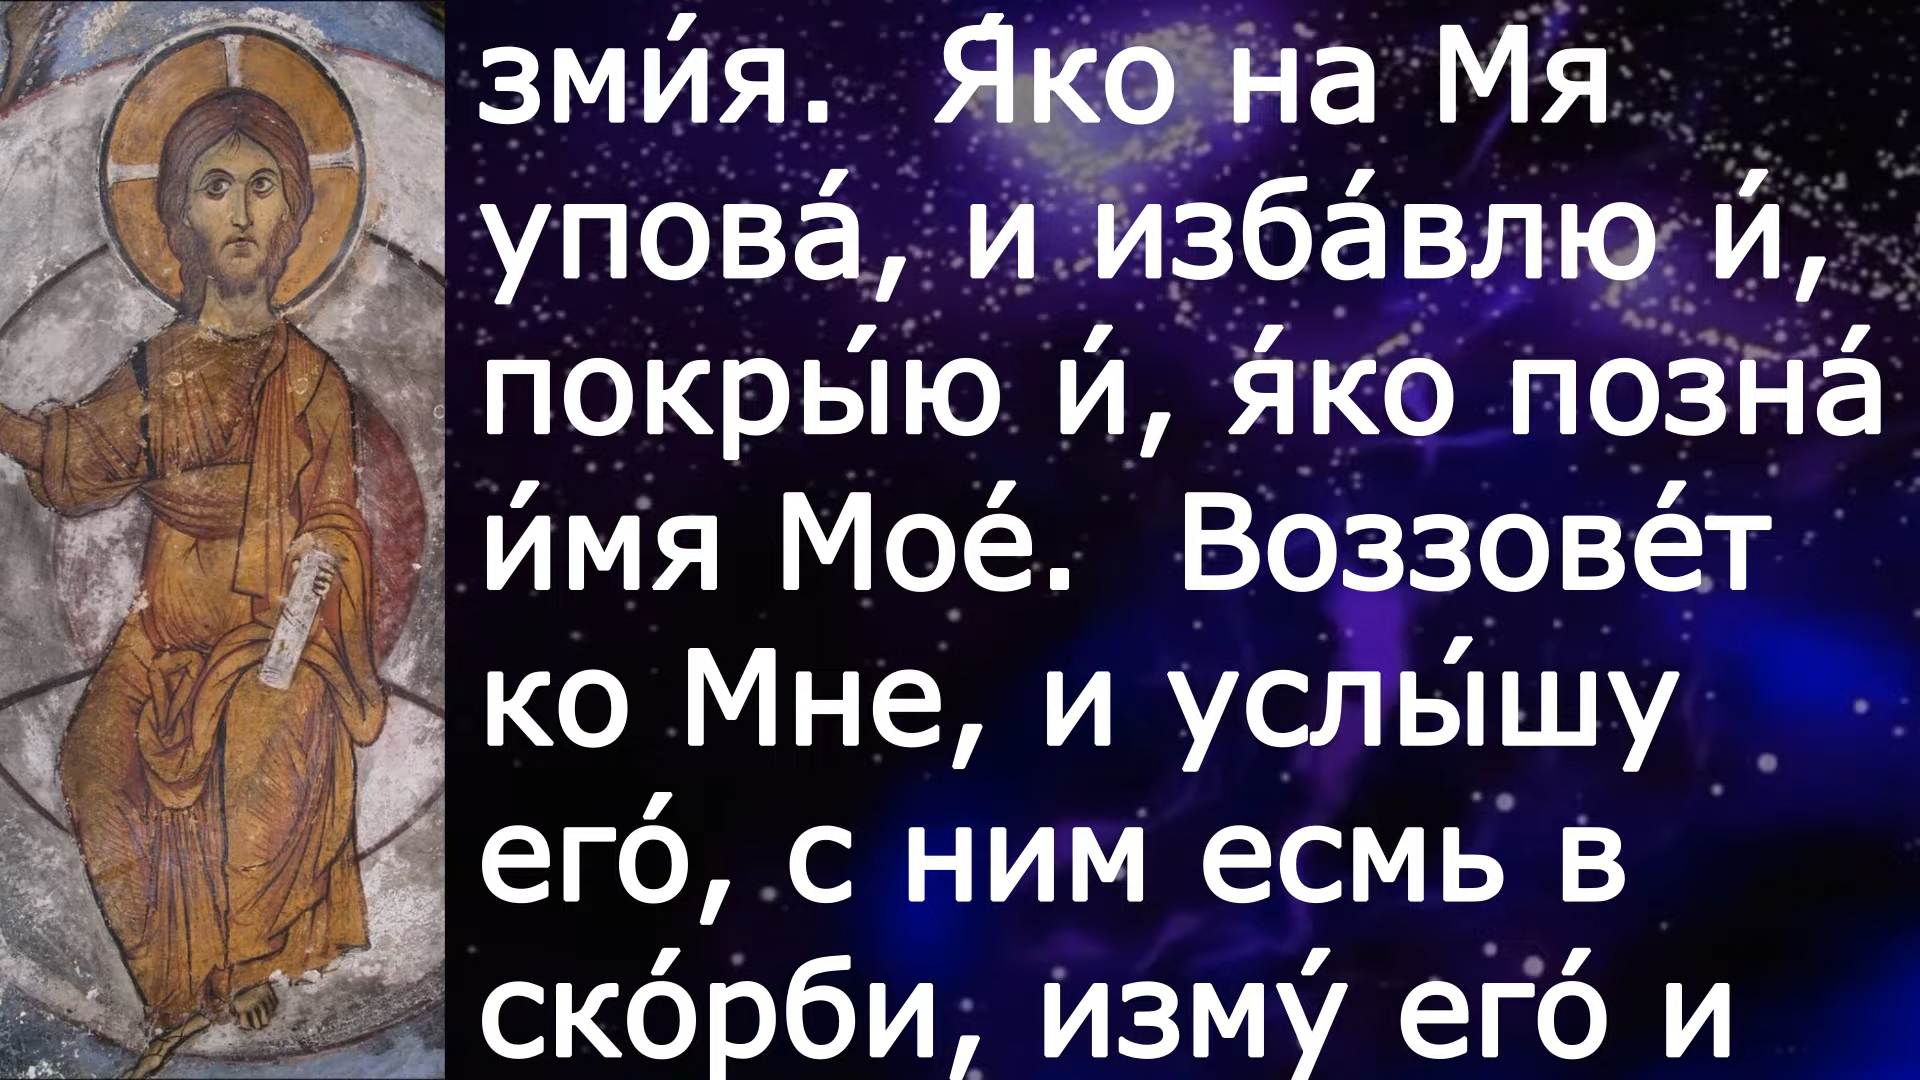 зми́я. Я́ко на Мя
упова́, и изба́влю и́,
покры́ю и́, я́ко позна́
и́мя Мое́. Воззове́т
ко Мне, и услы́шу
его́, с ним есмь в
ско́рби, изму́ его́ и